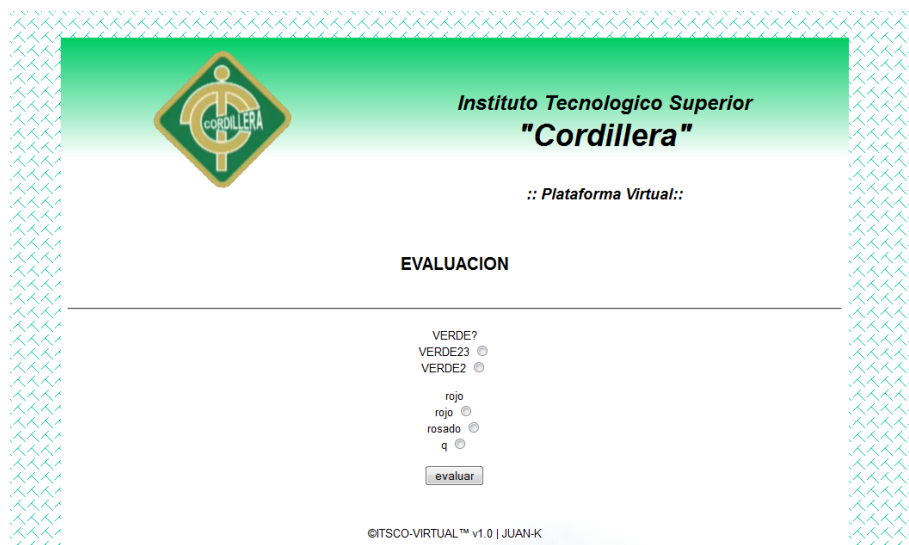 CORDILLERA
Instituto Tecnologico Superior
"Cordillera"
:: Plataforma Virtual::
EVALUACION
VERDE?
VERDE23
VERDE2
rojo
rojo
rosado
q
evaluar
©ITSCO-VIRTUAL™ v1.0 | JUAN-K